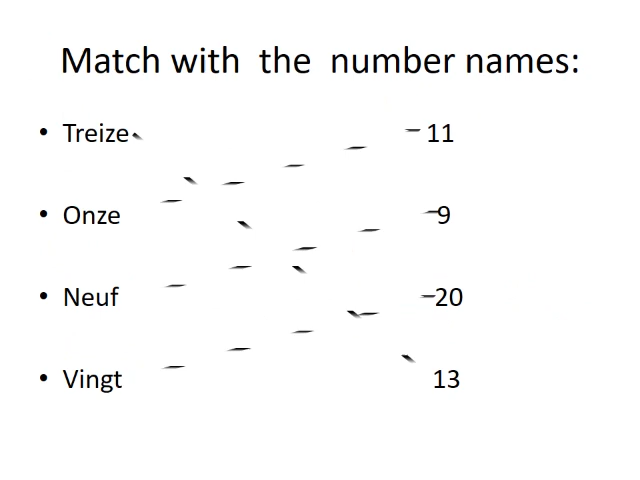 Match with the number names:
• Treize 11
• Onze 9
• Neuf 20
• Vingt 13